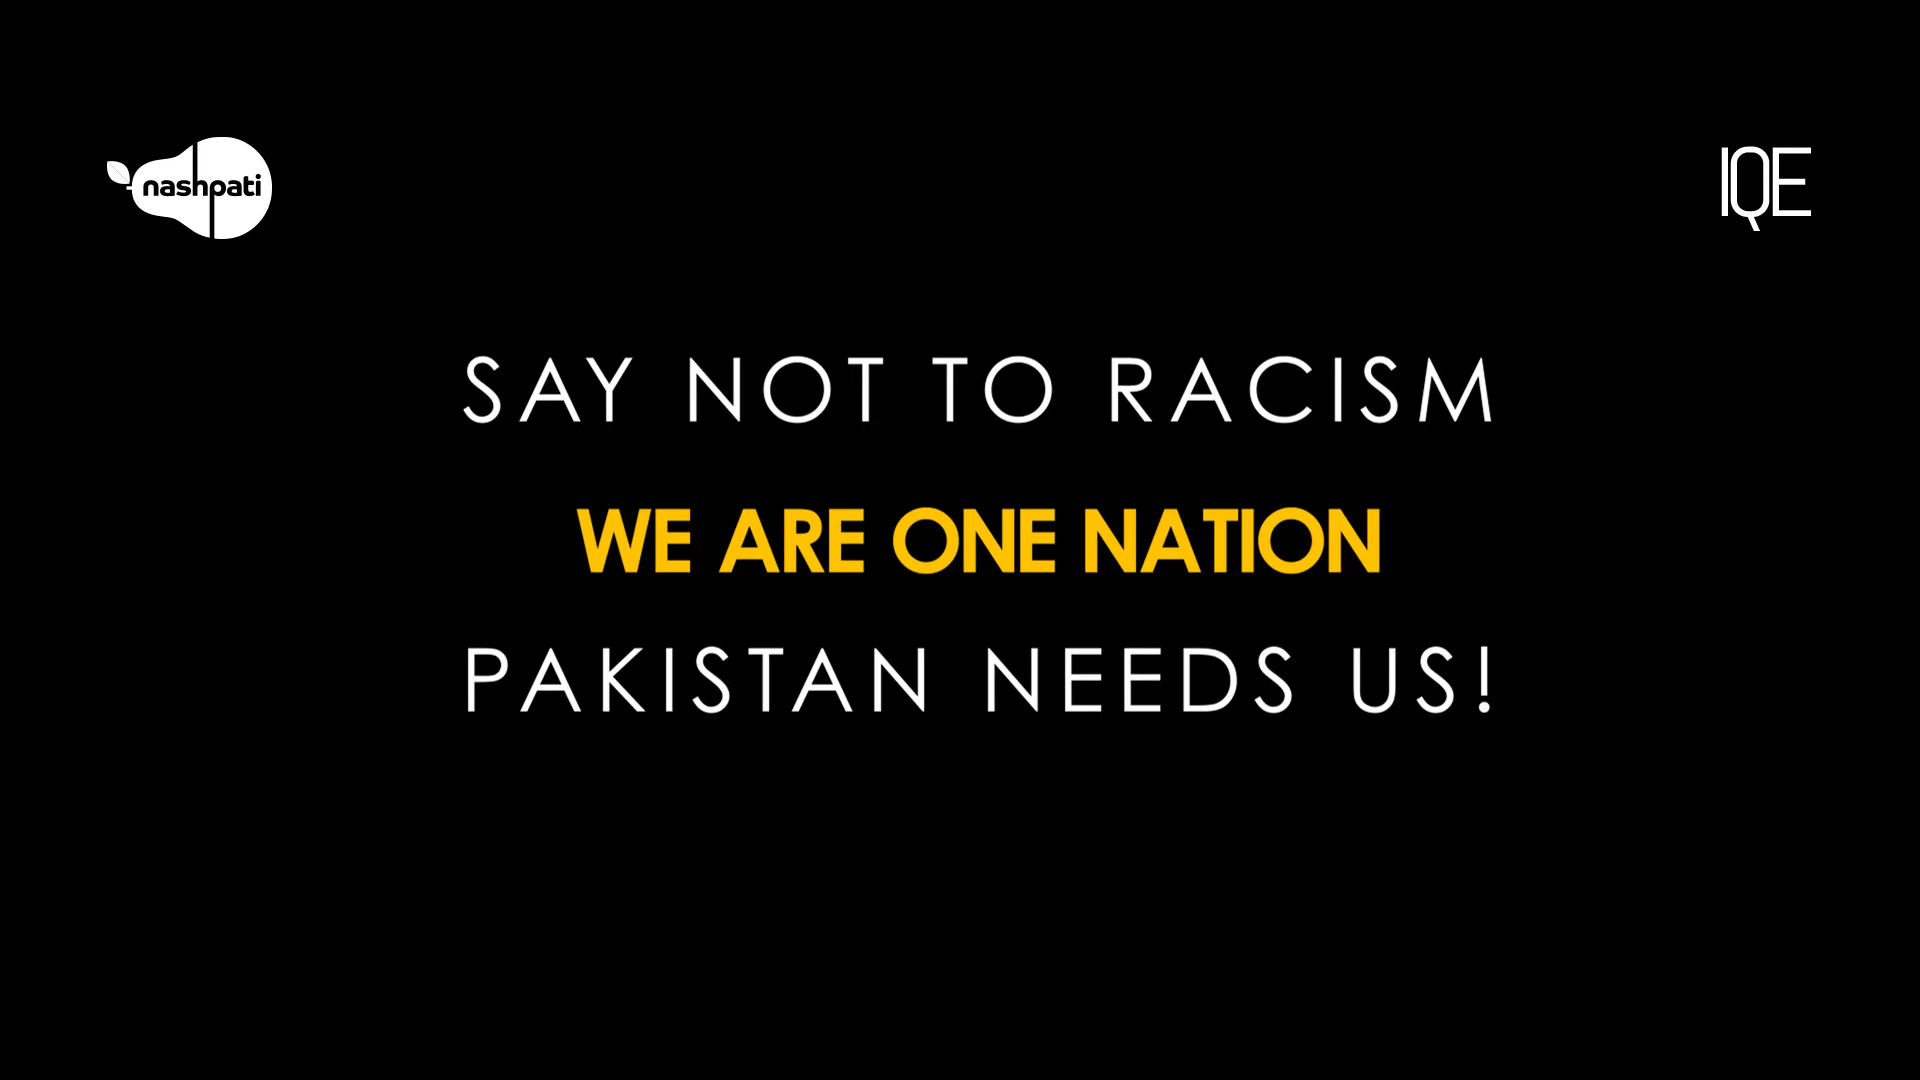 nashpati
IQE
SAY NOT TO RACISM
WE ARE ONE NATION
PAKISTAN NEEDS US!